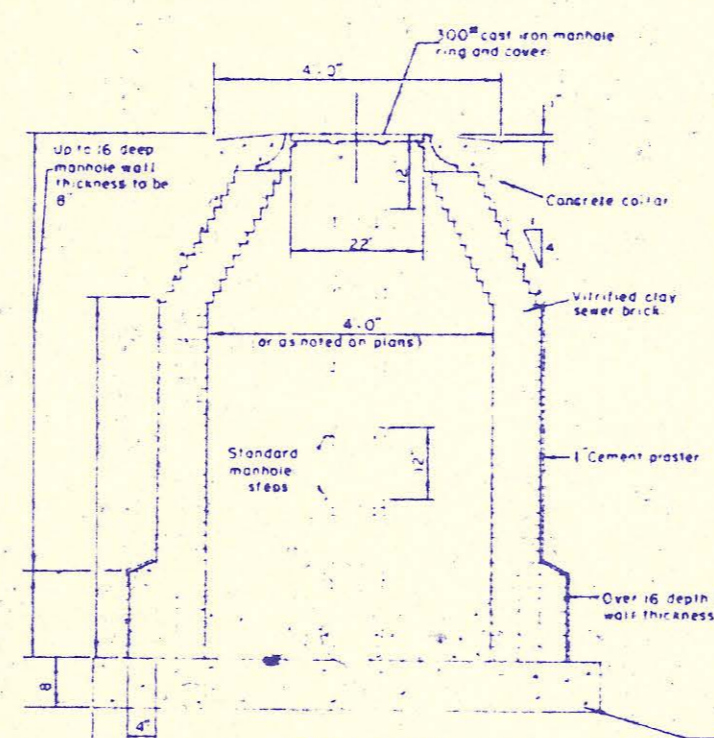 300# cast iron manhole
ring and cover
4'-0"
1"
Up to 16' deep
manhole wall
thickness to be
8"
12"
Concrete collar
1
4
22"
Vitrified clay
sewer brick
4'-0"
(or as noted on plans)
Standard
manhole
steps
12"
1" Cement plaster
Over 16' depth
wall thickness
8"
4"